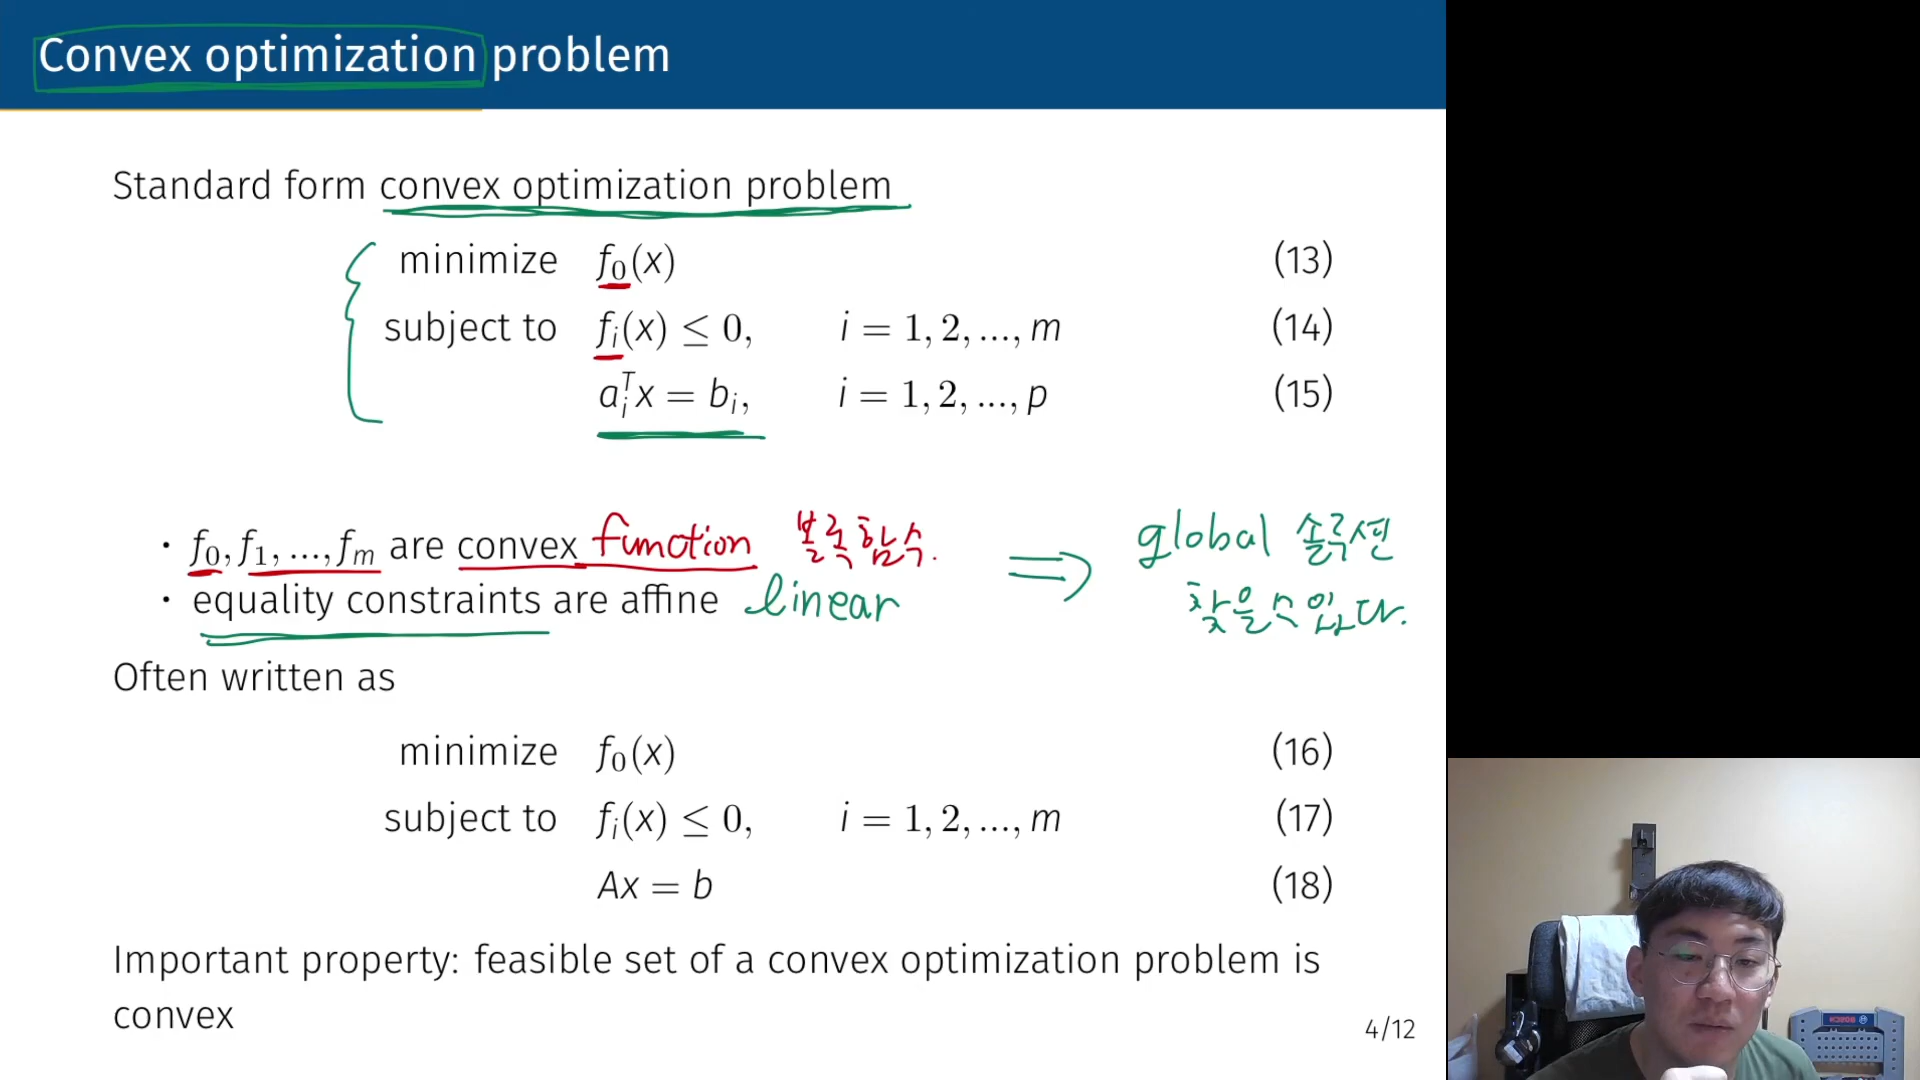 Convex optimization problem
Standard form convex optimization problem
minimize f₀(x) (13)
subject to fᵢ(x) ≤ 0, i = 1, 2, ..., m (14)
aᵢᵀx = bᵢ, i = 1, 2, ..., p (15)
· f₀, f₁, ..., fₘ are convex function 볼록함수.
· equality constraints are affine linear
⇒ global 솔루션
찾을 수 있다.
Often written as
minimize f₀(x) (16)
subject to fᵢ(x) ≤ 0, i = 1, 2, ..., m (17)
Ax = b (18)
Important property: feasible set of a convex optimization problem is
convex
4/12
BOSCH